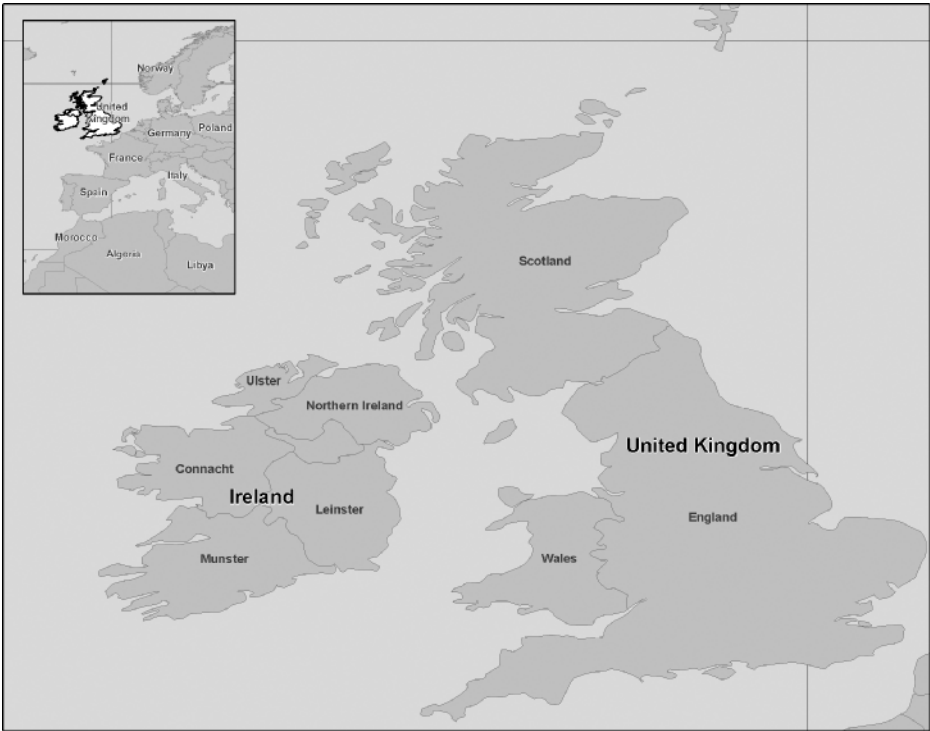 Norway
United
Kingdom
Poland
Germany
France
Italy
Spain
Morocco
Algeria
Libya
Scotland
Ulster
Northern Ireland
United Kingdom
Connacht
Ireland
Leinster
England
Munster
Wales